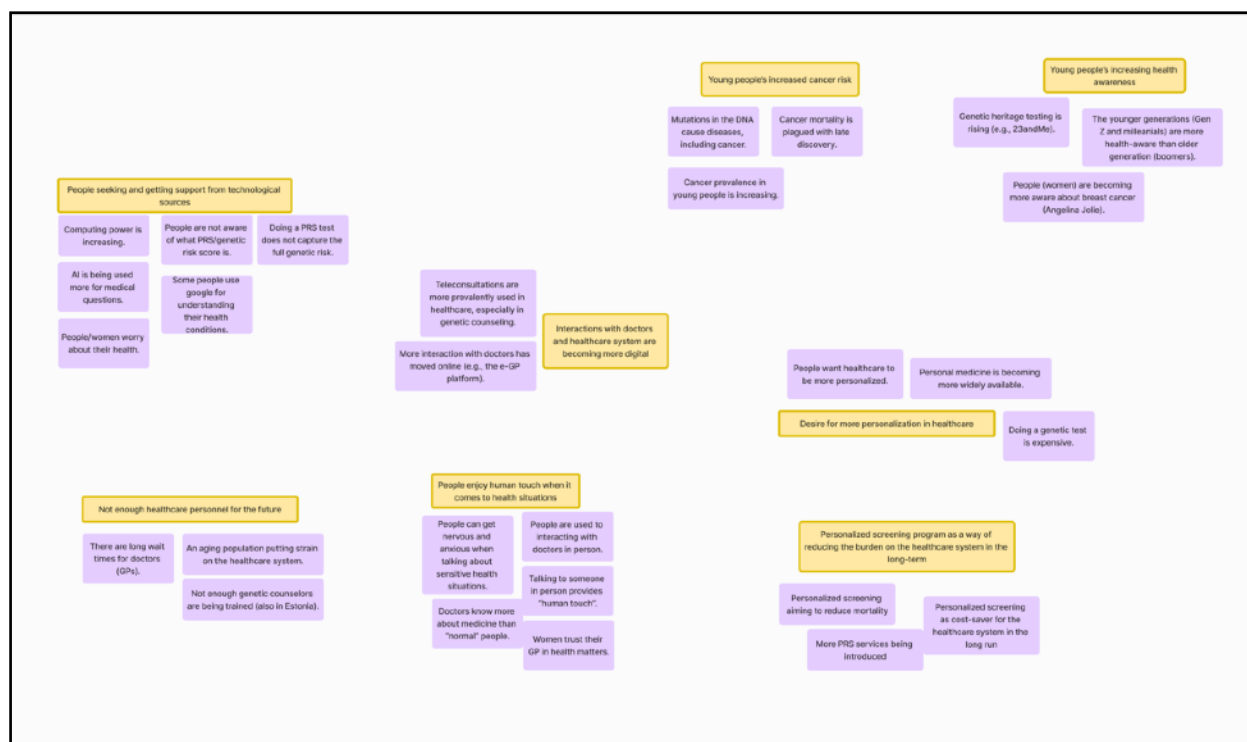 Young people's increased cancer risk
Mutations in the DNA
cause diseases,
including cancer.
Cancer mortality is
plagued with late
discovery.
Cancer prevalence in
young people is increasing.
Young people's increasing health
awareness
Genetic heritage testing is
rising (e.g., 23andMe).
The younger generations (Gen
Z and milleanials) are more
health-aware than older
generation (boomers).
People (women) are becoming
more aware about breast cancer
(Angelina Jolie).
People seeking and getting support from technological
sources
Computing power is
increasing.
People are not aware
of what PRS/genetic
risk score is.
Doing a PRS test
does not capture the
full genetic risk.
AI is being used
more for medical
questions.
Some people use
google for
understanding
their health
conditions.
People/women worry
about their health.
Teleconsultations are
more prevalently used in
healthcare, especially in
genetic counseling.
More interaction with doctors has
moved online (e.g., the e-GP
platform).
Interactions with doctors
and healthcare system are
becoming more digital
People want healthcare to
be more personalized.
Personal medicine is becoming
more widely available.
Desire for more personalization in healthcare
Doing a genetic test
is expensive.
Not enough healthcare personnel for the future
There are long wait
times for doctors
(GPs).
An aging population putting strain
on the healthcare system.
Not enough genetic counselors
are being trained (also in Estonia).
People enjoy human touch when it
comes to health situations
People can get
nervous and
anxious when
talking about
sensitive health
situations.
People are used to
interacting with
doctors in person.
Talking to someone
in person provides
"human touch".
Doctors know more
about medicine than
"normal" people.
Women trust their
GP in health matters.
Personalized screening program as a way of
reducing the burden on the healthcare system in the
long-term
Personalized screening
aiming to reduce mortality
Personalized screening
as cost-saver for the
healthcare system in the
long run
More PRS services being
introduced